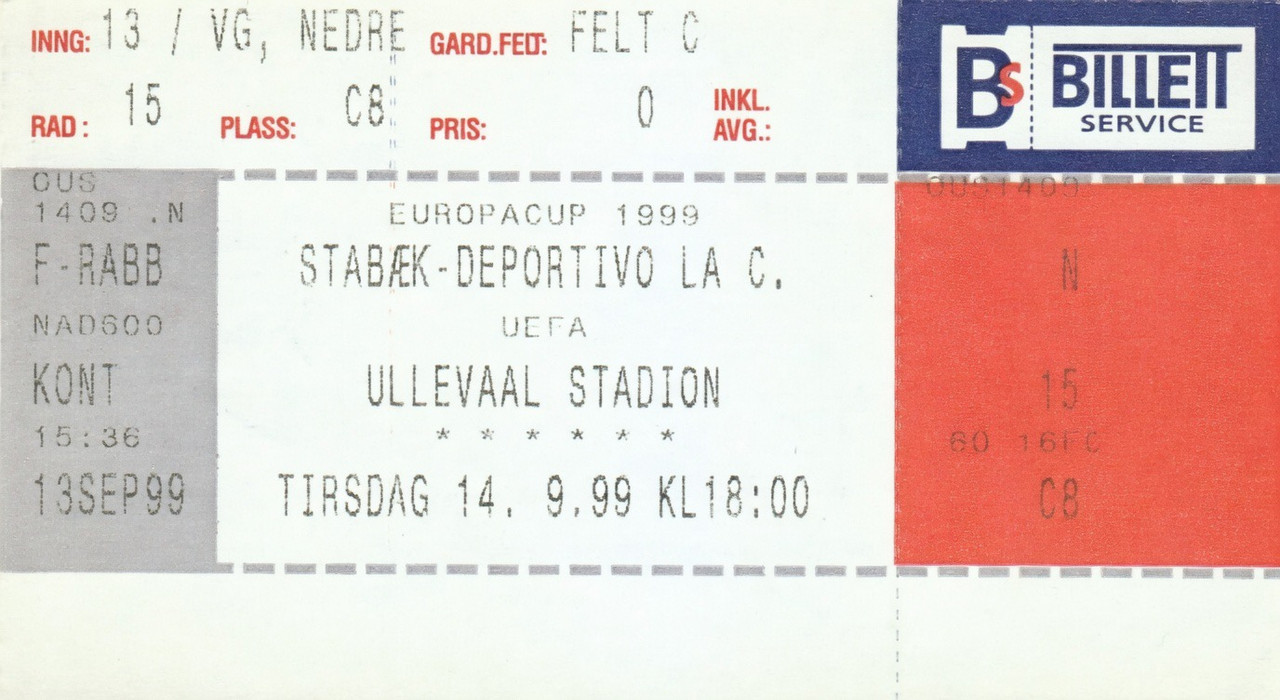 INNG: 13 / VG, NEDRE GARD.FELT: FELT C
RAD: 15 PLASS: C8 PRIS: 0 INKL. AVG.:
BS BILLETT
SERVICE
OUS
1409 .N
F-RABB
NAD600
KONT
15:36
13SEP99
EUROPACUP 1999
STABÆK-DEPORTIVO LA C.
UEFA
ULLEVAAL STADION
* * * * * *
TIRSDAG 14. 9.99 KL18:00
OUS1409
N
15
60 16FC
C8